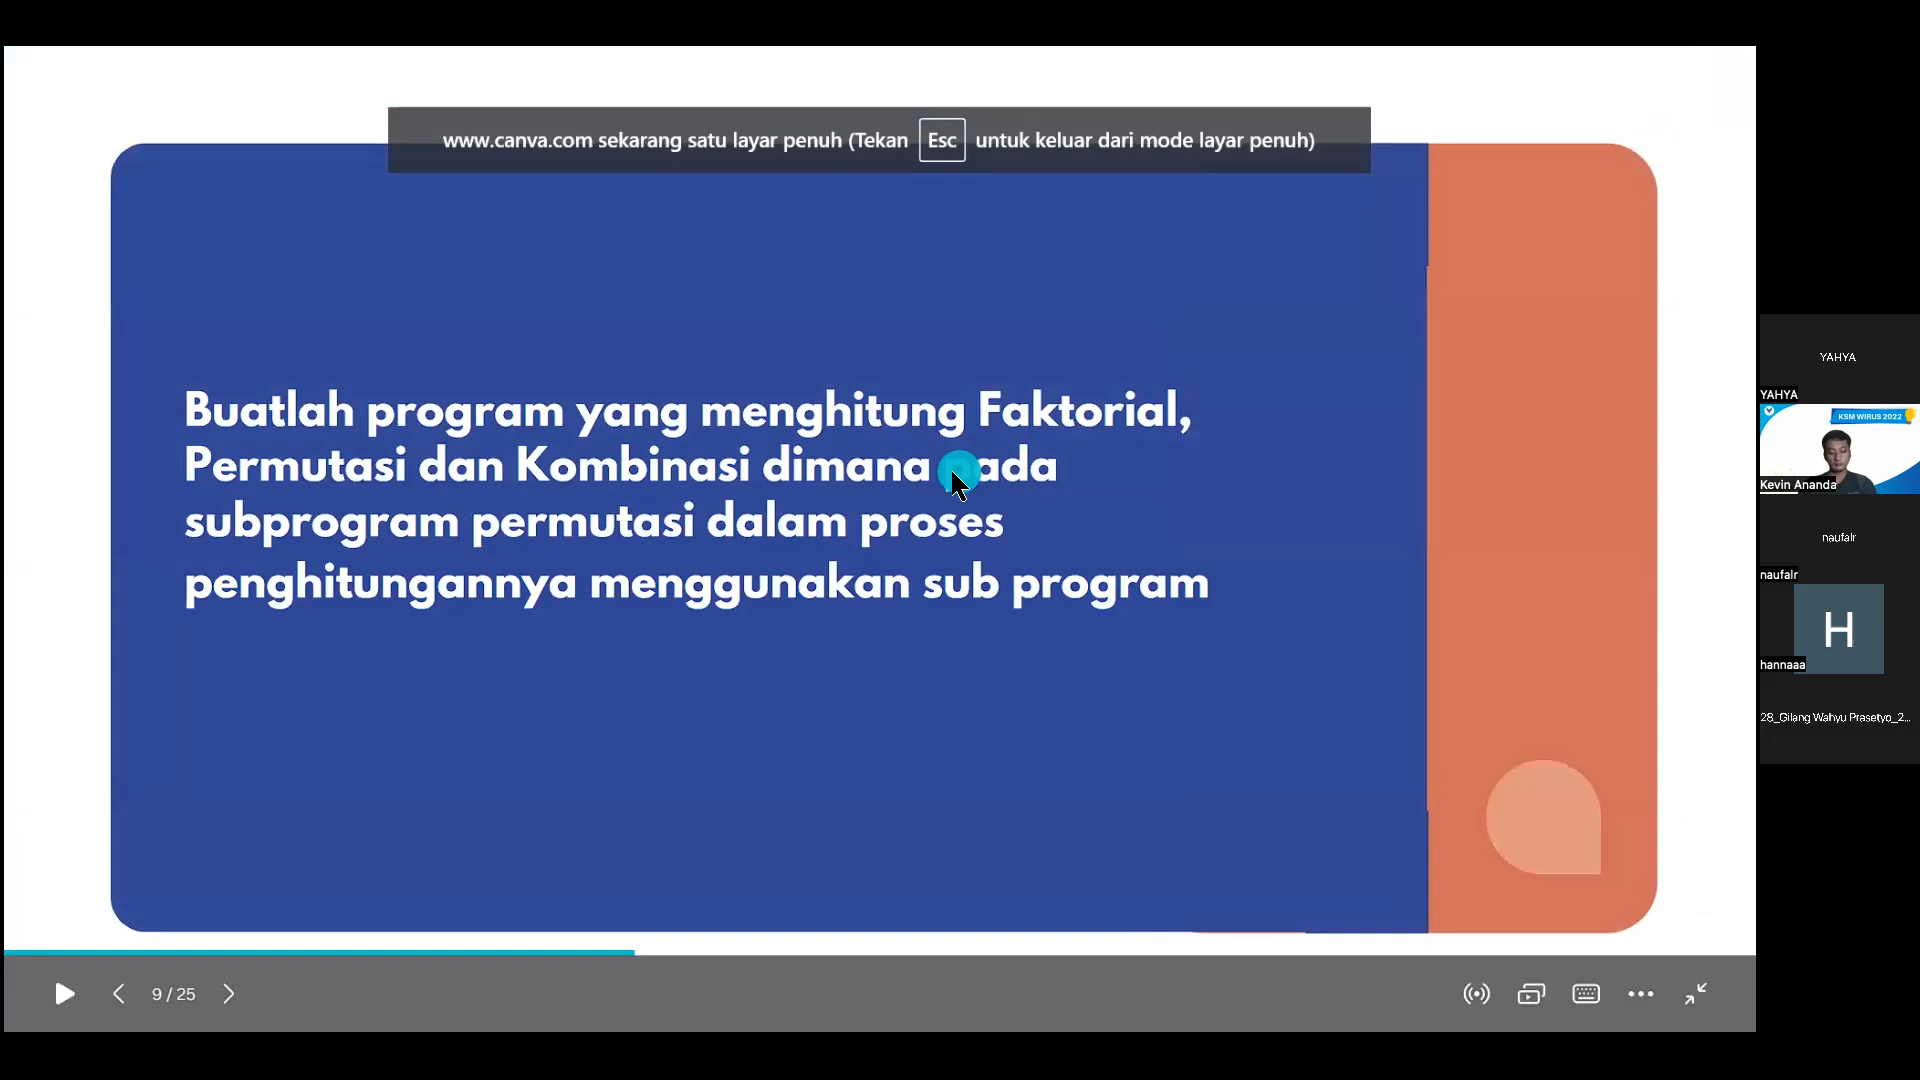 www.canva.com sekarang satu layar penuh (Tekan Esc untuk keluar dari mode layar penuh)
Buatlah program yang menghitung Faktorial,
Permutasi dan Kombinasi dimana pada
subprogram permutasi dalam proses
penghitungannya menggunakan sub program
9 / 25
YAHYA
YAHYA
KSM WIRUS 2022
Kevin Ananda
naufalr
naufalr
H
hannaaa
28_Gilang Wahyu Prasetyo_2...